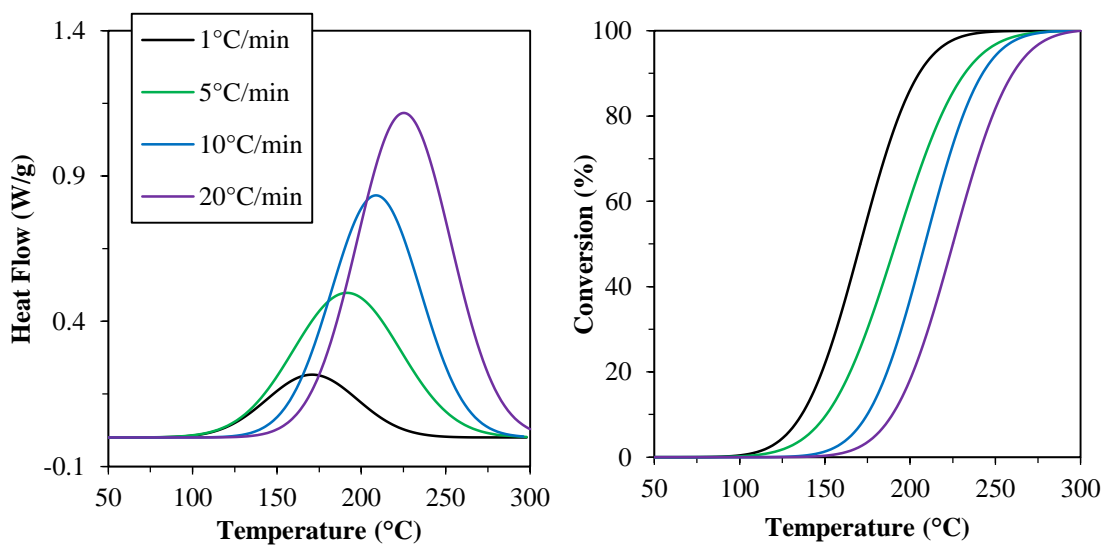 1.4
0.9
0.4
-0.1
Heat Flow (W/g)
1°C/min
5°C/min
10°C/min
20°C/min
50 100 150 200 250 300
Temperature (°C)
100
80
60
40
20
0
Conversion (%)
50 100 150 200 250 300
Temperature (°C)